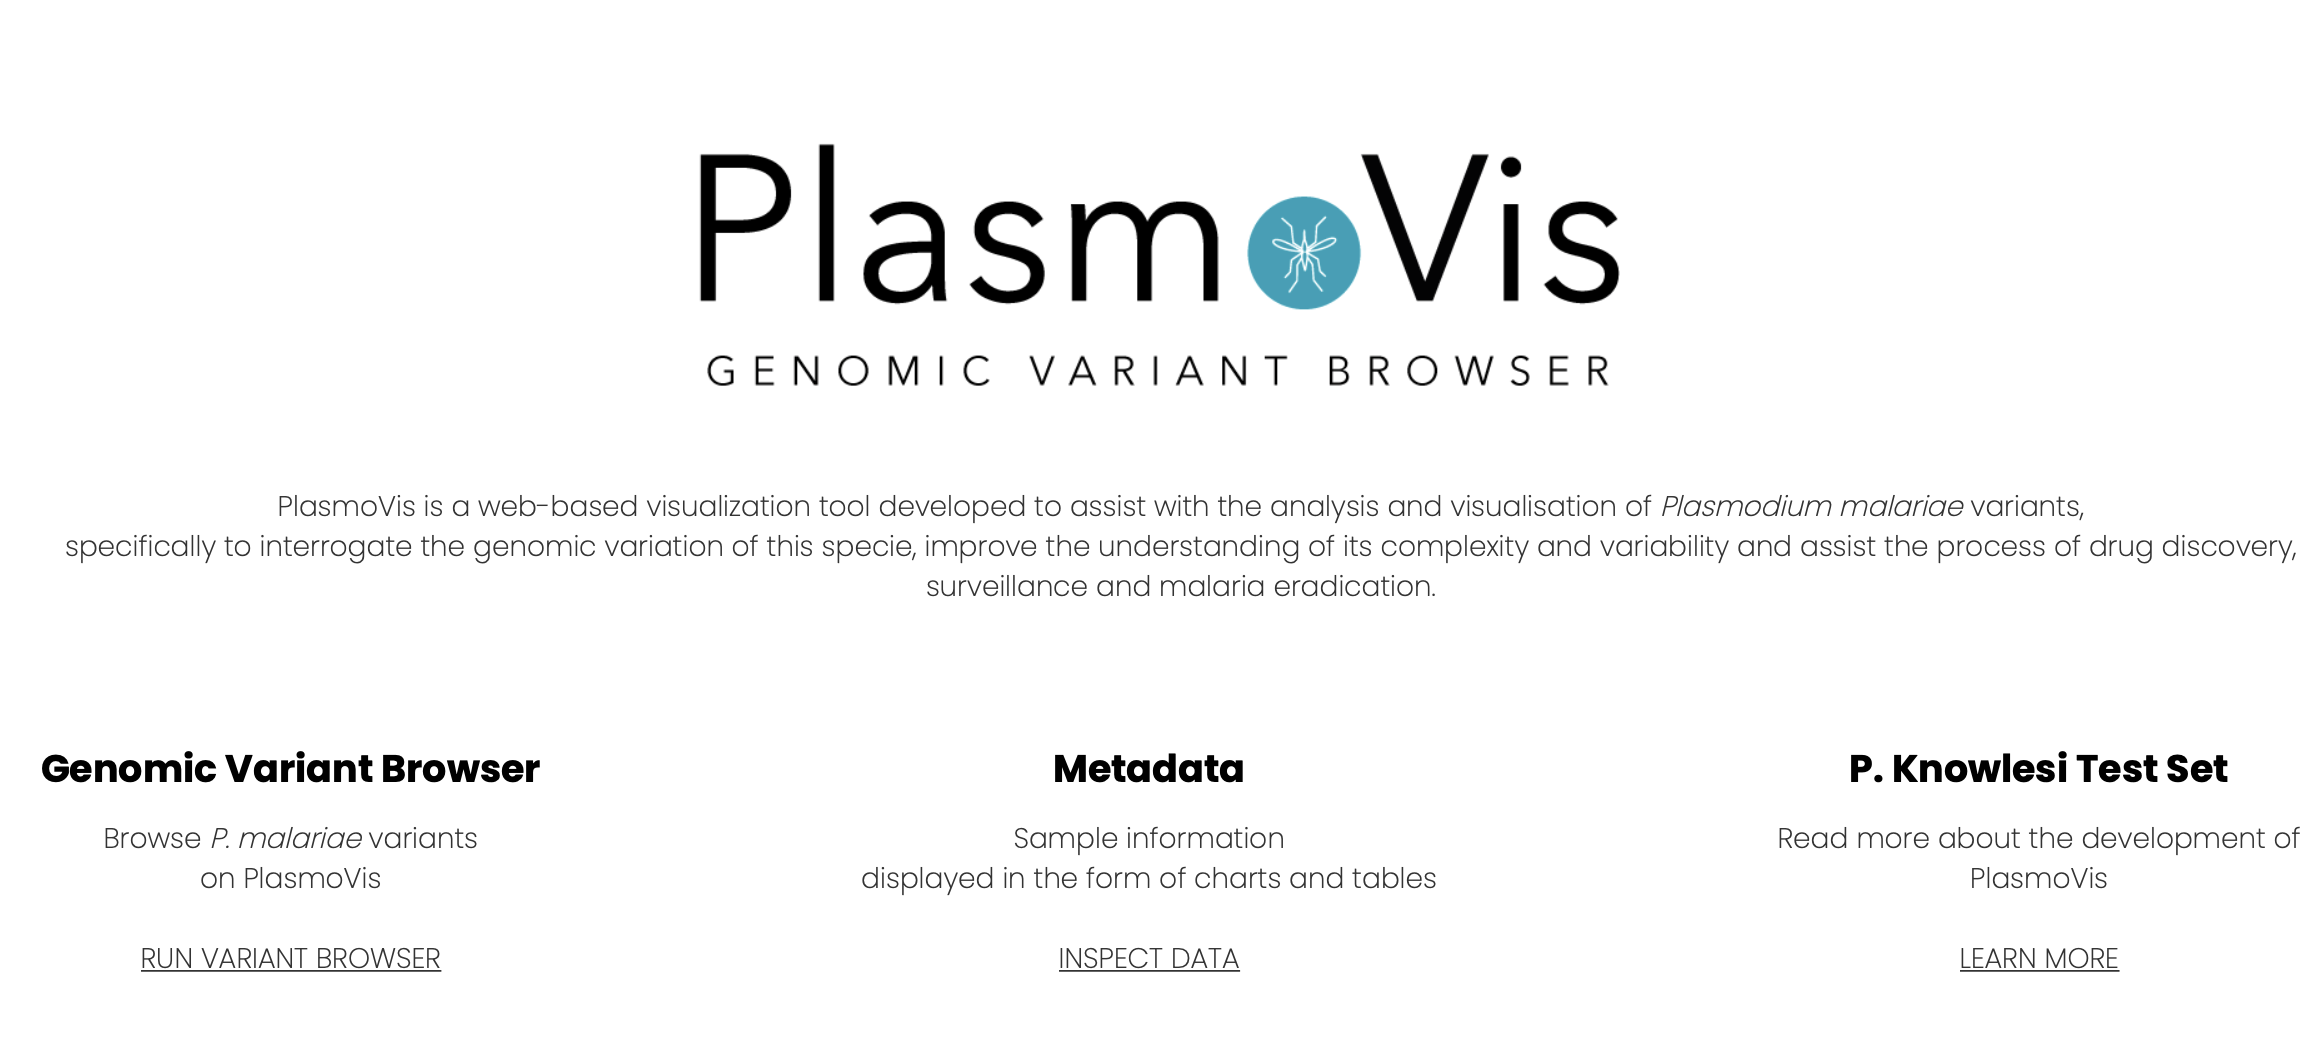 PlasmoVis
GENOMIC VARIANT BROWSER
PlasmoVis is a web-based visualization tool developed to assist with the analysis and visualisation of Plasmodium malariae variants,
specifically to interrogate the genomic variation of this specie, improve the understanding of its complexity and variability and assist the process of drug discovery,
surveillance and malaria eradication.
Genomic Variant Browser
Browse P. malariae variants
on PlasmoVis
RUN VARIANT BROWSER
Metadata
Sample information
displayed in the form of charts and tables
INSPECT DATA
P. Knowlesi Test Set
Read more about the development of
PlasmoVis
LEARN MORE